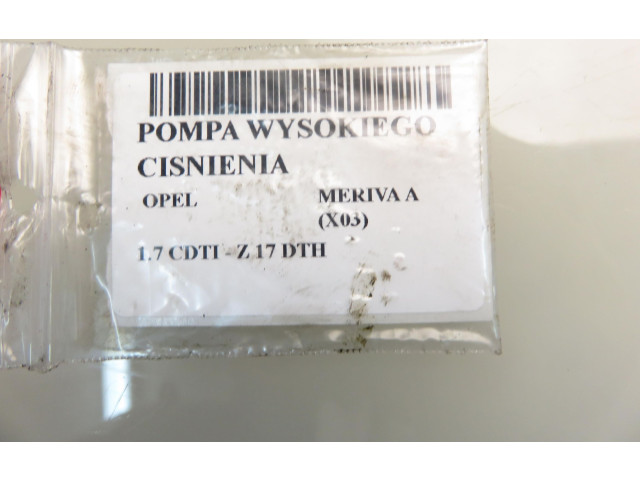 POMPA WYSOKIEGO
CISNIENIA
OPEL MERIVA A
(X03)
1.7 CDTI - Z 17 DTH